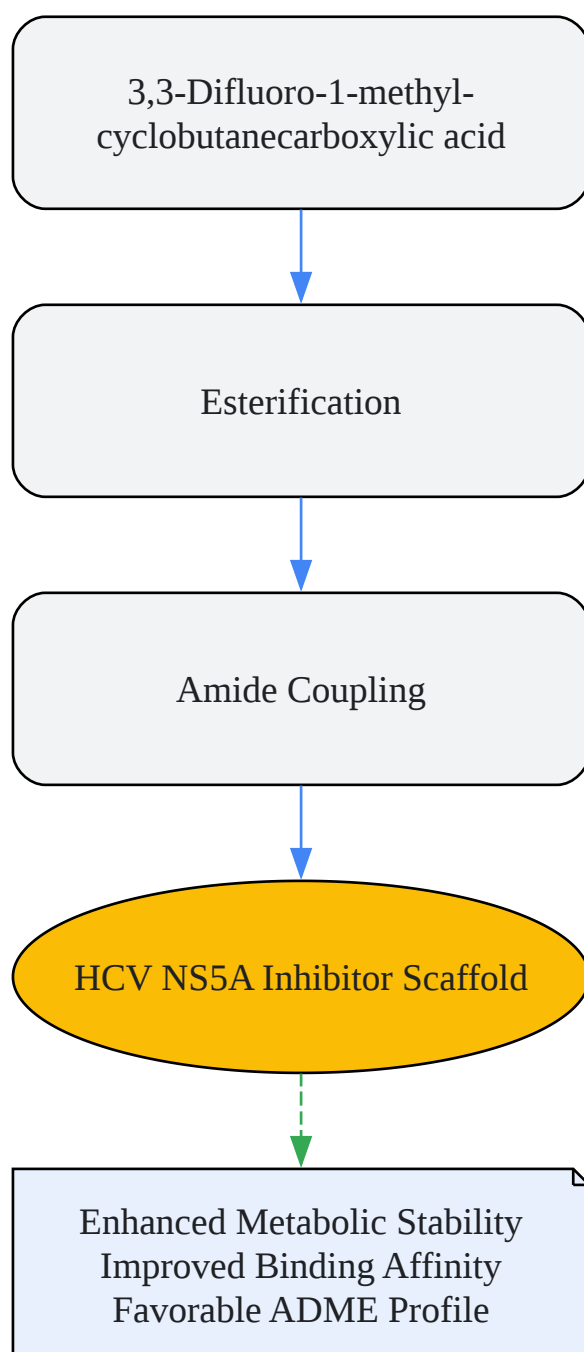 3,3-Difluoro-1-methyl-
cyclobutanecarboxylic acid
Esterification
Amide Coupling
HCV NS5A Inhibitor Scaffold
Enhanced Metabolic Stability
Improved Binding Affinity
Favorable ADME Profile